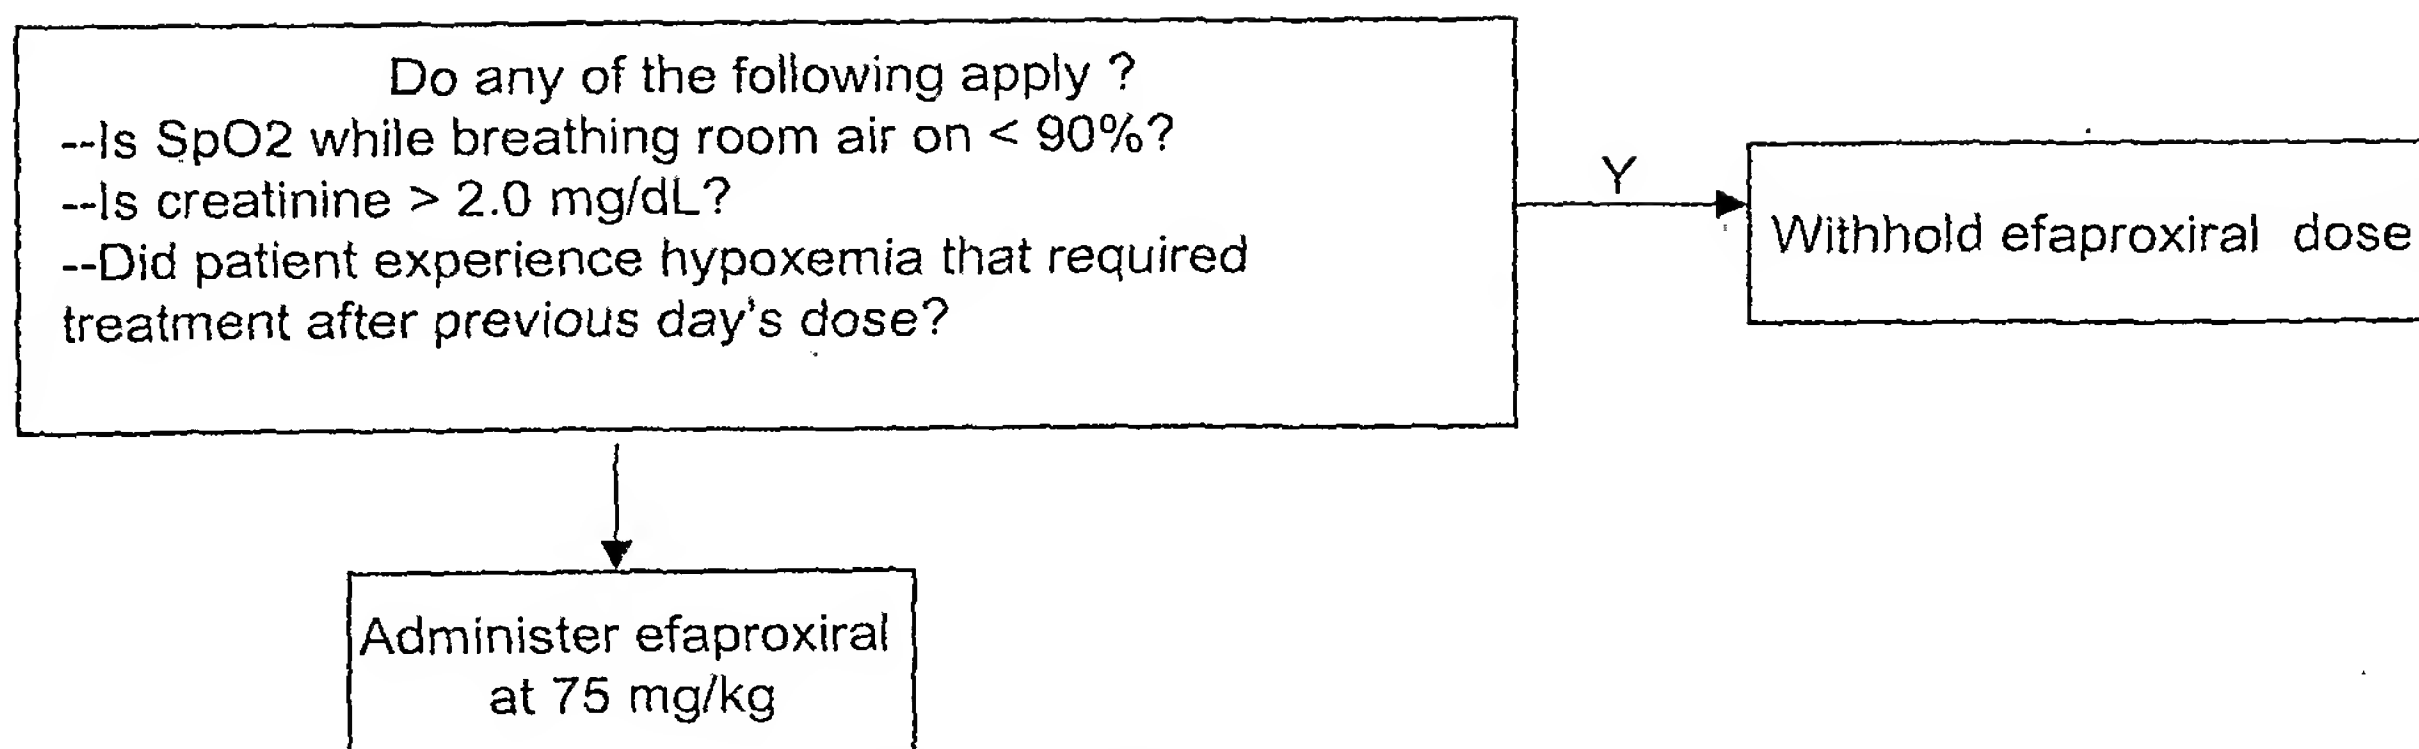 Do any of the following apply ?
--Is SpO2 while breathing room air on < 90%?
--Is creatinine > 2.0 mg/dL?
--Did patient experience hypoxemia that required
treatment after previous day's dose?
Y
Withhold efaproxiral dose
Administer efaproxiral
at 75 mg/kg